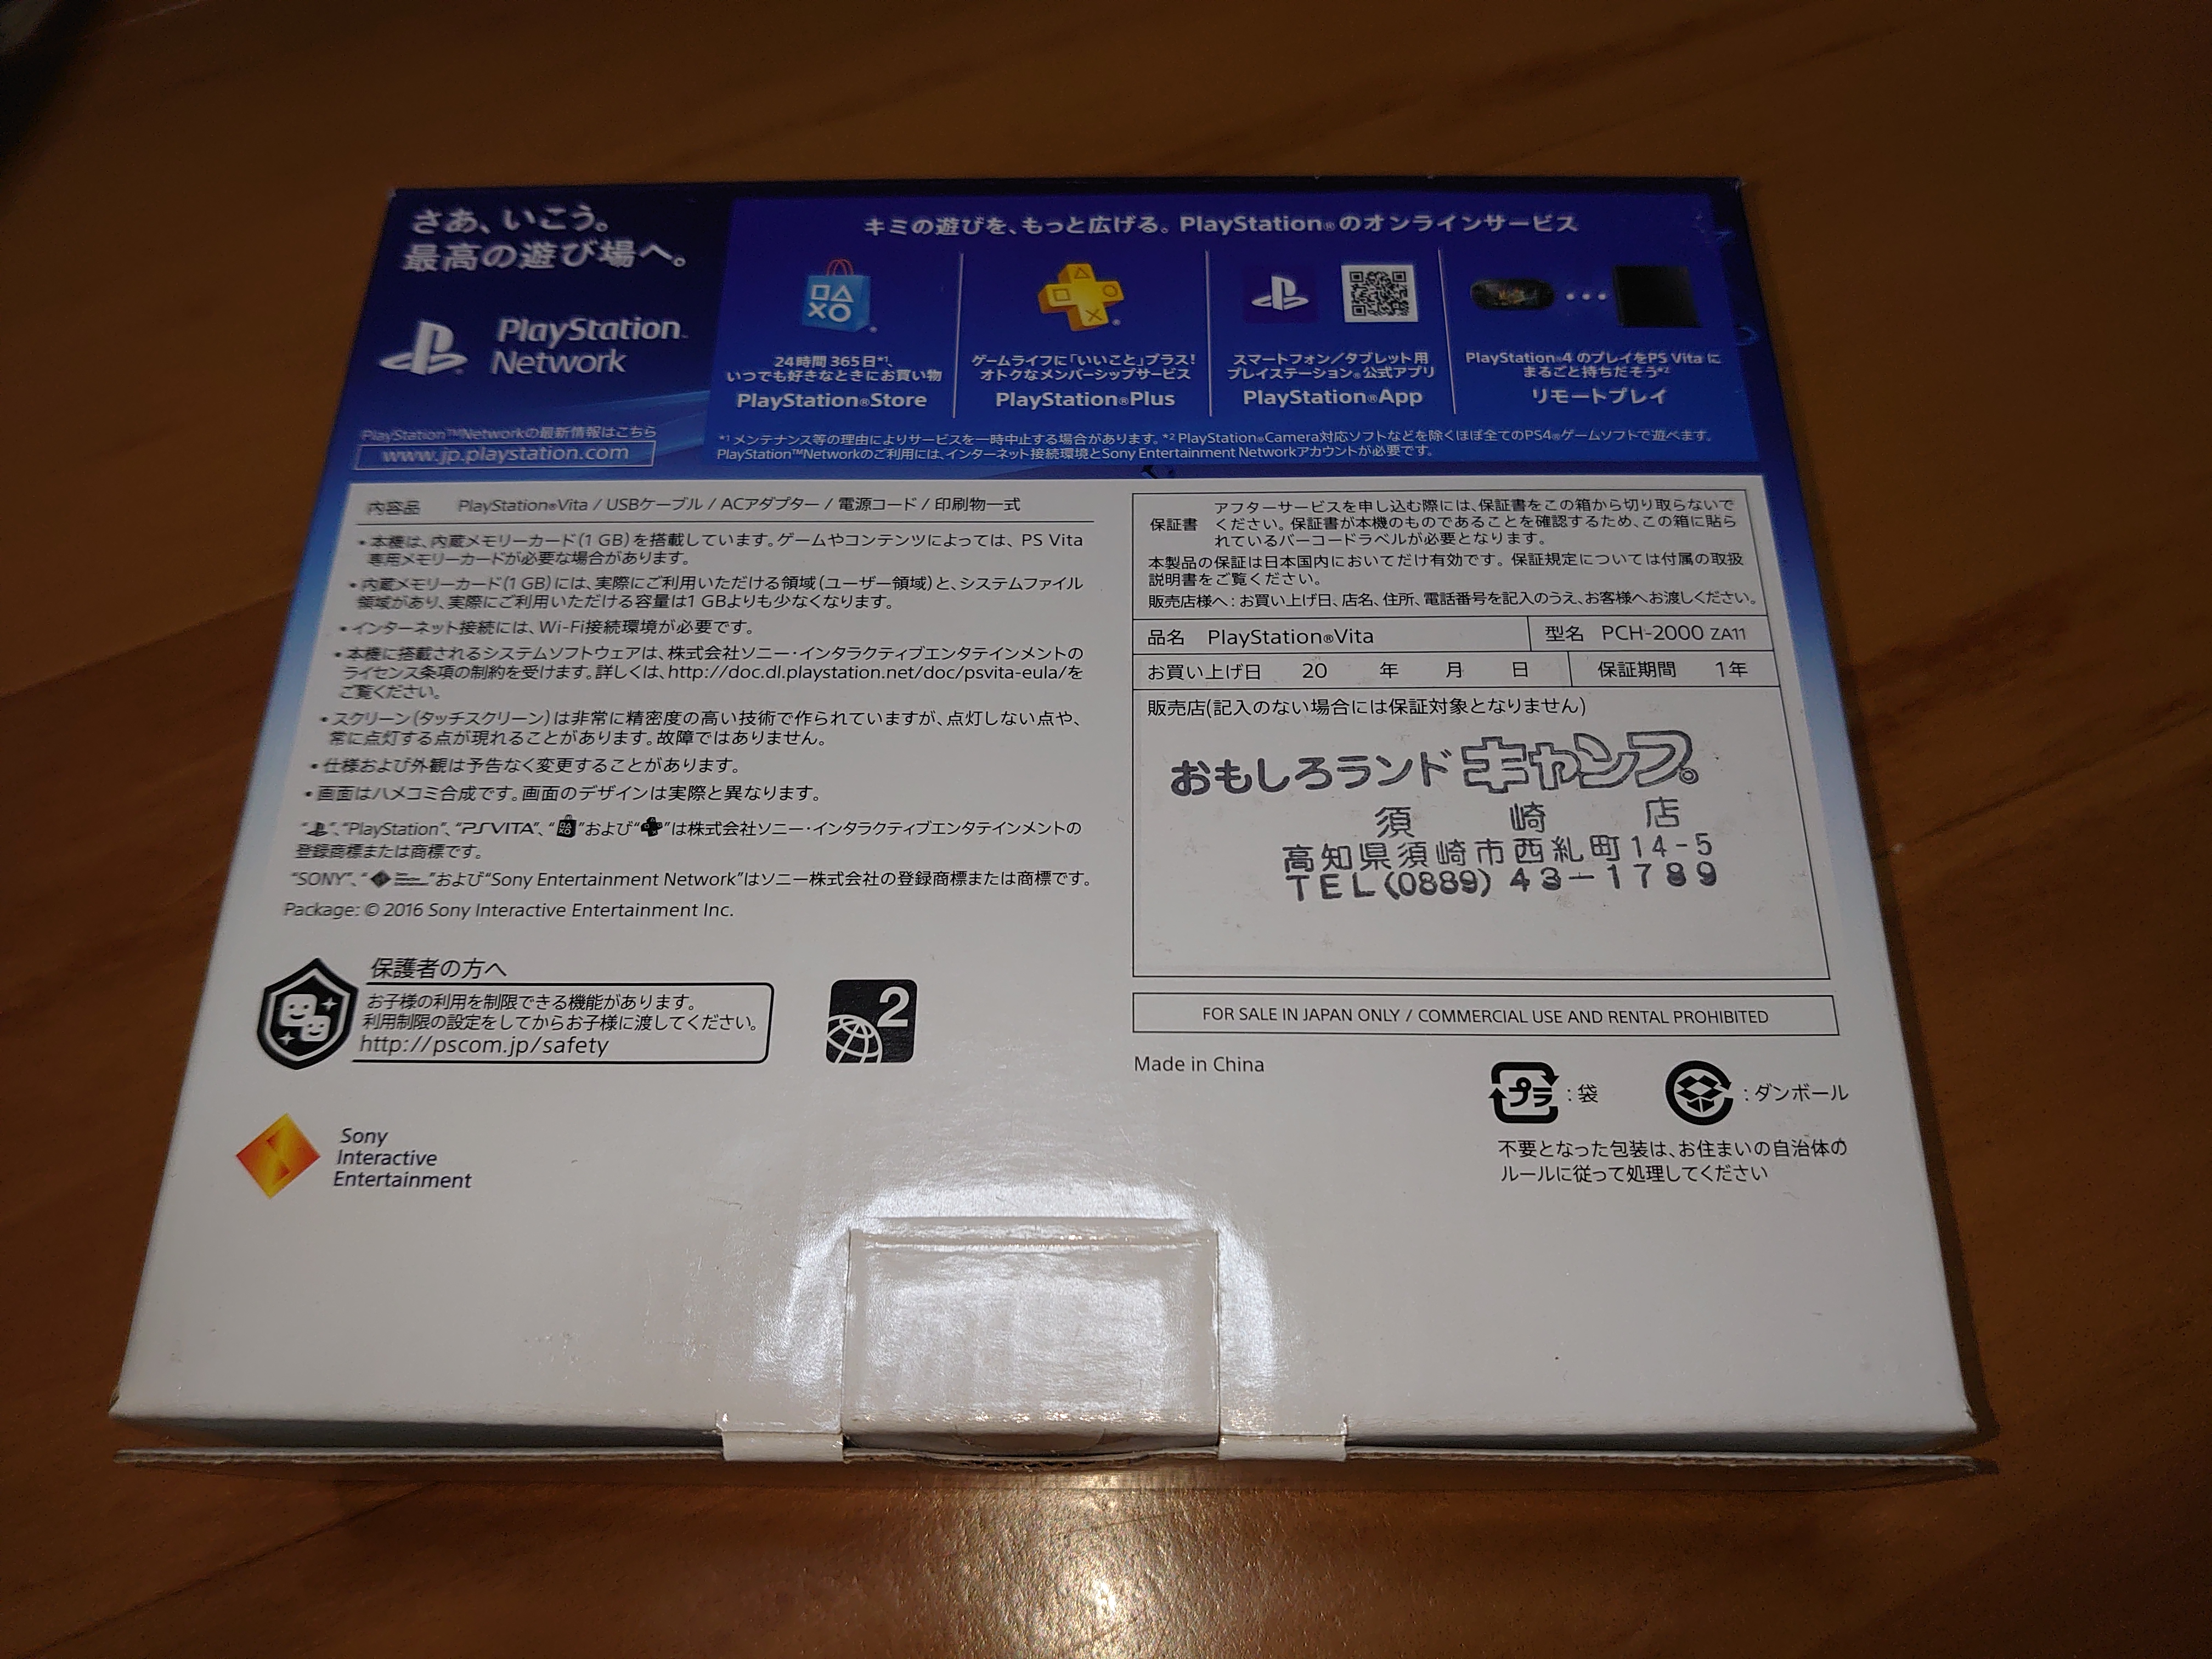 さあ、いこう。
最高の遊び場へ。
PlayStation™
Network
PlayStation™Networkの最新情報はこちら
www.jp.playstation.com
キミの遊びを、もっと広げる。PlayStation®のオンラインサービス
24時間365日*1、
いつでも好きなときにお買い物
PlayStation®Store
ゲームライフに「いいこと」プラス!
オトクなメンバーシップサービス
PlayStation®Plus
スマートフォン/タブレット用
プレイステーション®公式アプリ
PlayStation®App
PlayStation®4のプレイをPS Vitaに
まるごと持ちだそう*2
リモートプレイ
*1 メンテナンス等の理由によりサービスを一時中止する場合があります。*2 PlayStation®Camera対応ソフトなどを除くほぼ全てのPS4®ゲームソフトで遊べます。
PlayStation™Networkのご利用には、インターネット接続環境とSony Entertainment Networkアカウントが必要です。
内容品 PlayStation®Vita / USBケーブル / ACアダプター / 電源コード / 印刷物一式
• 本機は、内蔵メモリーカード(1 GB)を搭載しています。ゲームやコンテンツによっては、PS Vita
専用メモリーカードが必要な場合があります。
• 内蔵メモリーカード(1 GB)には、実際にご利用いただける領域(ユーザー領域)と、システムファイル
領域があり、実際にご利用いただける容量は1 GBよりも少なくなります。
• インターネット接続には、Wi-Fi接続環境が必要です。
• 本機に搭載されるシステムソフトウェアは、株式会社ソニー・インタラクティブエンタテインメントの
ライセンス条項の制約を受けます。詳しくは、http://doc.dl.playstation.net/doc/psvita-eula/を
ご覧ください。
• スクリーン(タッチスクリーン)は非常に精密度の高い技術で作られていますが、点灯しない点や、
常に点灯する点が現れることがあります。故障ではありません。
• 仕様および外観は予告なく変更することがあります。
• 画面はハメコミ合成です。画面のデザインは実際と異なります。
“ ”、“PlayStation”、“PSVITA”、“ ”および“ ”は株式会社ソニー・インタラクティブエンタテインメントの
登録商標または商標です。
“SONY”、“ ”および“Sony Entertainment Network”はソニー株式会社の登録商標または商標です。
Package: © 2016 Sony Interactive Entertainment Inc.
保護者の方へ
お子様の利用を制限できる機能があります。
利用制限の設定をしてからお子様に渡してください。
http://pscom.jp/safety
2
Sony
Interactive
Entertainment
保証書 アフターサービスを申し込む際には、保証書をこの箱から切り取らないで
ください。保証書が本機のものであることを確認するため、この箱に貼ら
れているバーコードラベルが必要となります。
本製品の保証は日本国内においてだけ有効です。保証規定については付属の取扱
説明書をご覧ください。
販売店様へ:お買い上げ日、店名、住所、電話番号を記入のうえ、お客様へお渡しください。
品名 PlayStation®Vita 型名 PCH-2000 ZA11
お買い上げ日 20 年 月 日 保証期間 1年
販売店(記入のない場合には保証対象となりません)
おもしろランドキャンプ
須崎店
高知県須崎市西糺町14-5
TEL(0889)43-1789
FOR SALE IN JAPAN ONLY / COMMERCIAL USE AND RENTAL PROHIBITED
Made in China
プラ :袋 :ダンボール
不要となった包装は、お住まいの自治体の
ルールに従って処理してください